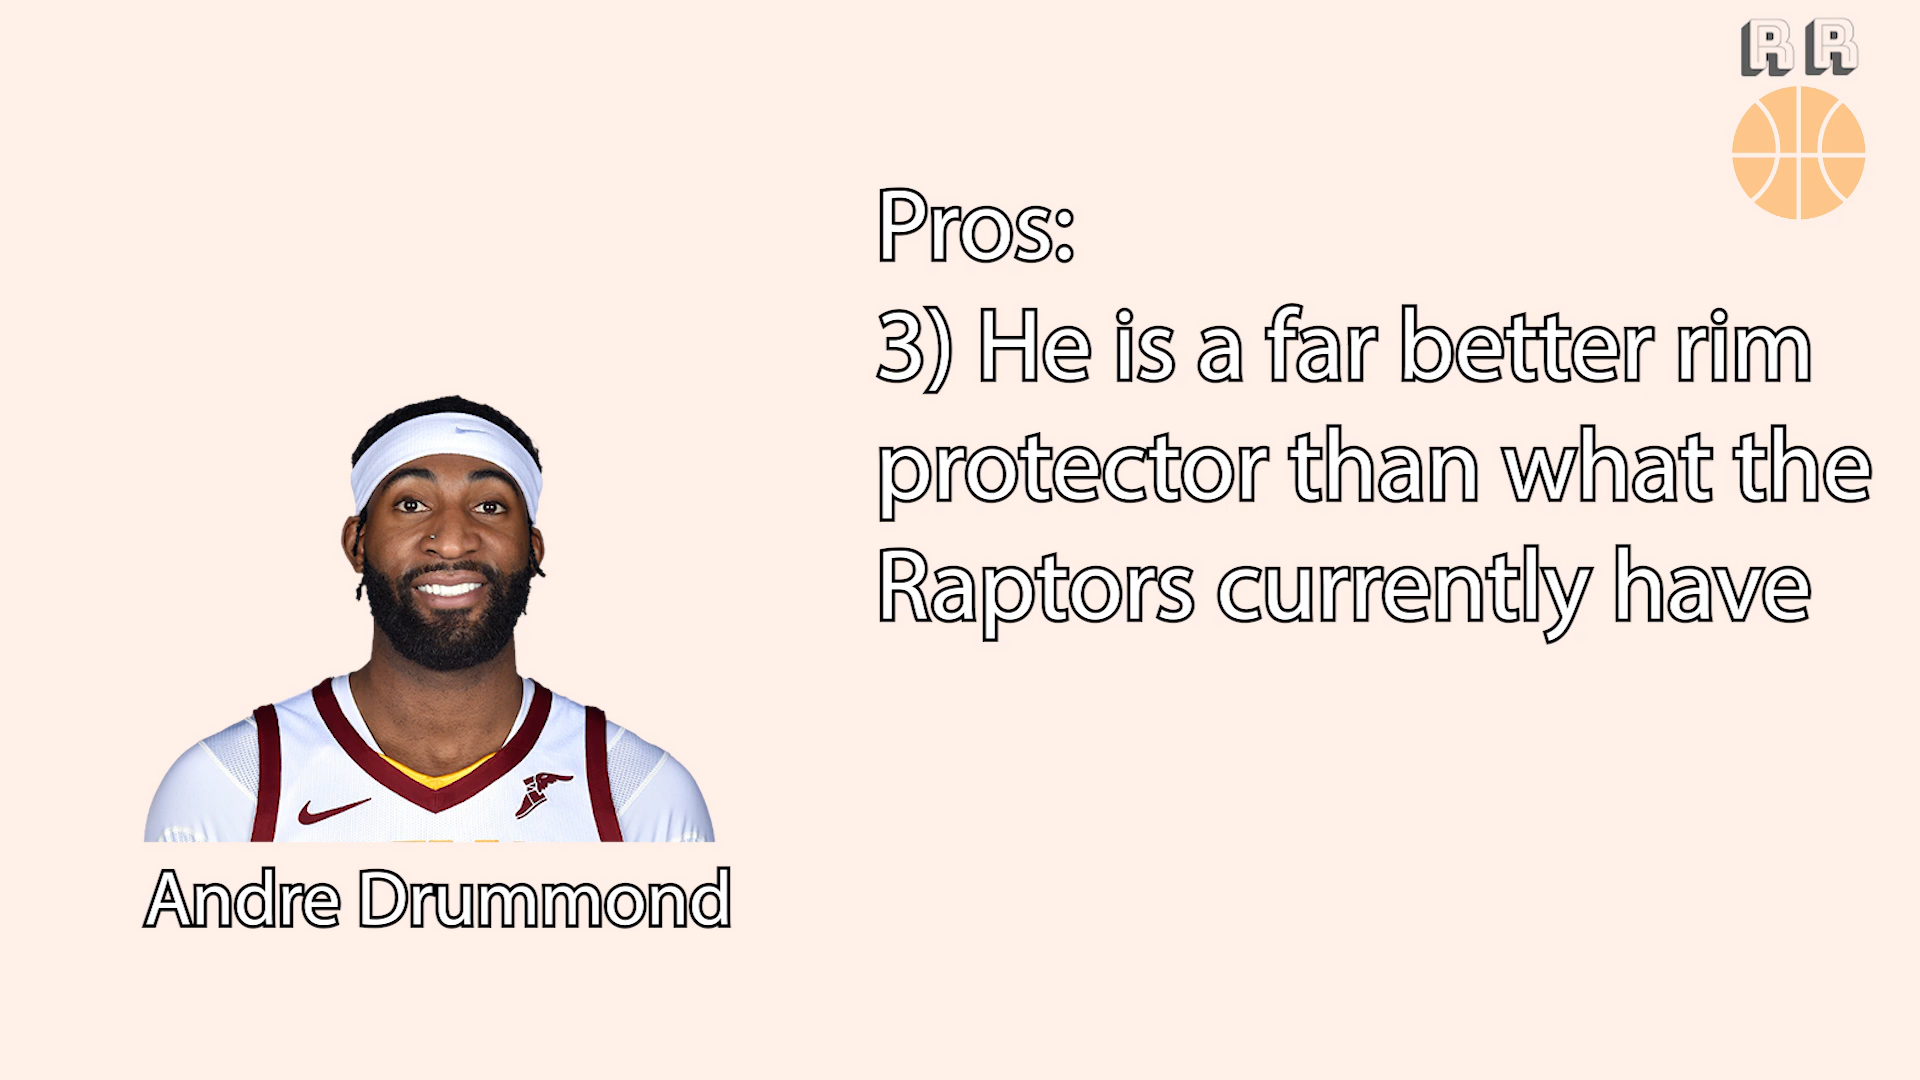 RR
Pros:
3) He is a far better rim
protector than what the
Raptors currently have
Andre Drummond